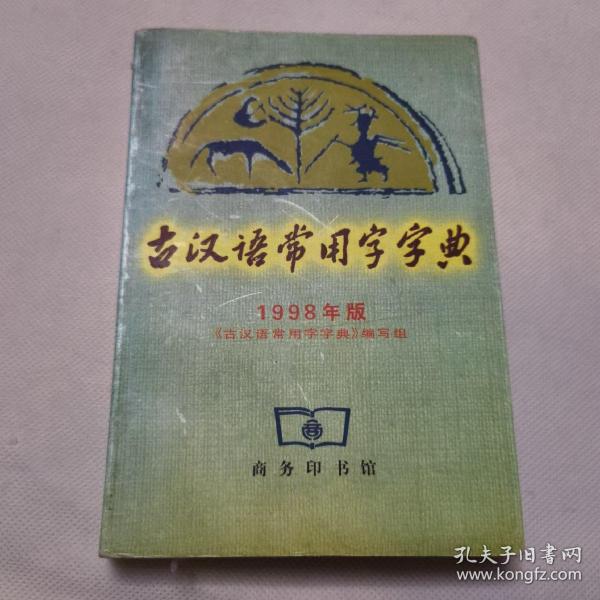 古汉语常用字字典
1998年版
《古汉语常用字字典》编写组
商务印书馆
孔夫子旧书网
www.kongfz.com